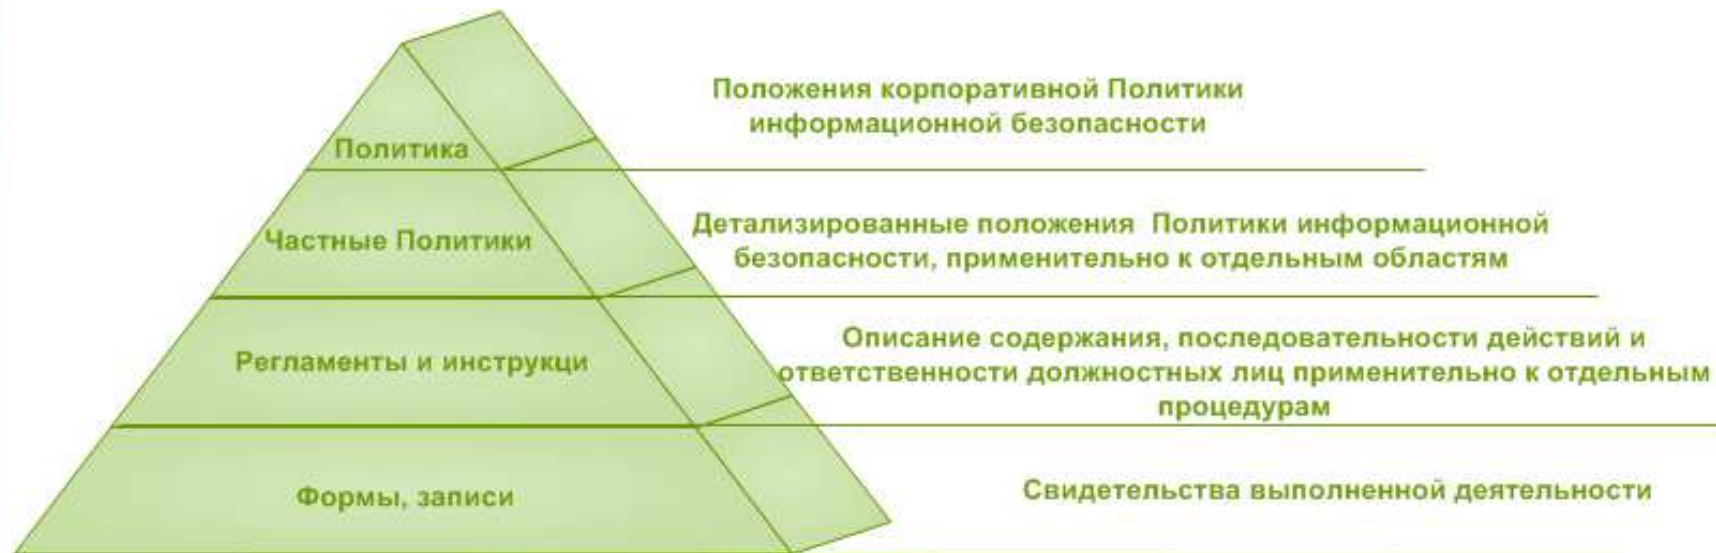 Положения корпоративной Политики
информационной безопасности
Политика
Детализированные положения Политики информационной
безопасности, применительно к отдельным областям
Частные Политики
Описание содержания, последовательности действий и
ответственности должностных лиц применительно к отдельным
процедурам
Регламенты и инструкци
Свидетельства выполненной деятельности
Формы, записи